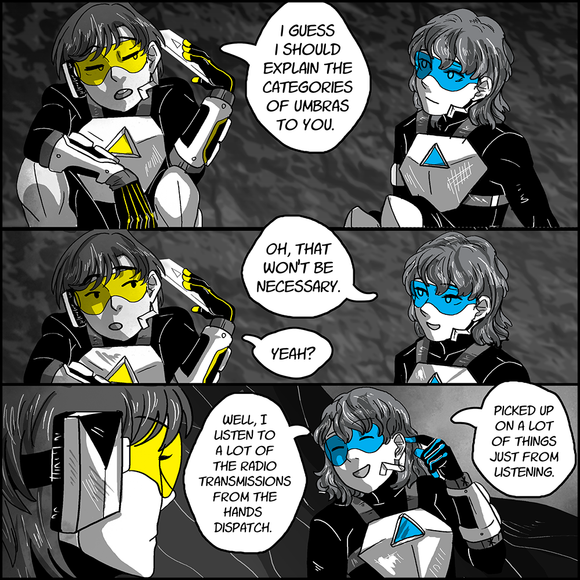 I GUESS
I SHOULD
EXPLAIN THE
CATEGORIES
OF UMBRAS
TO YOU.
OH, THAT
WON'T BE
NECESSARY.
YEAH?
WELL, I
LISTEN TO
A LOT OF
THE RADIO
TRANSMISSIONS
FROM THE
HANDS
DISPATCH.
PICKED UP
ON A LOT
OF THINGS
JUST FROM
LISTENING.